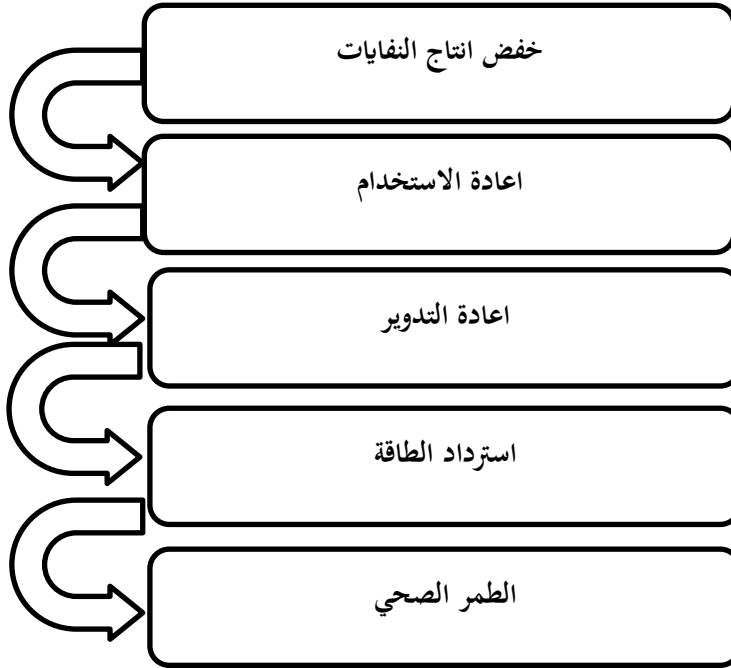 خفض انتاج النفايات
اعادة الاستخدام
اعادة التدوير
استرداد الطاقة
الطمر الصحي